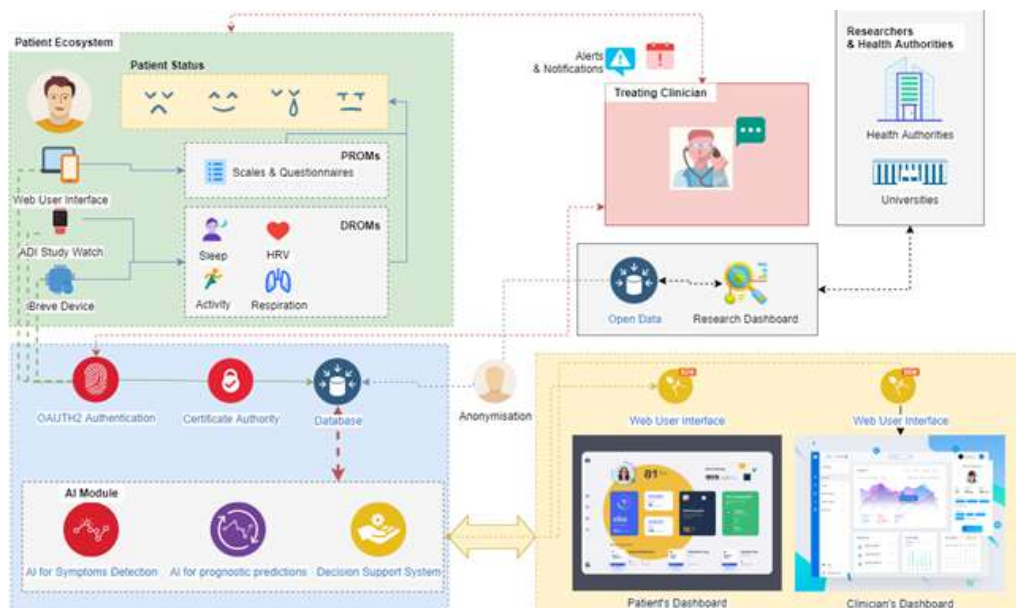 Patient Ecosystem
Patient Status
Alerts
& Notifications
Researchers
& Health Authorities
Treating Clinician
Health Authorities
PROMs
Scales & Questionnaires
Web User Interface
Universities
DROMs
Sleep
HRV
ADI Study Watch
Activity
Respiration
iBreve Device
Open Data
Research Dashboard
OAUTH2 Authentication
Certificate Authority
Database
Anonymisation
Web User Interface
Web User Interface
81
AI Module
AI for Symptoms Detection
AI for prognostic predictions
Decision Support System
Patient's Dashboard
Clinician's Dashboard